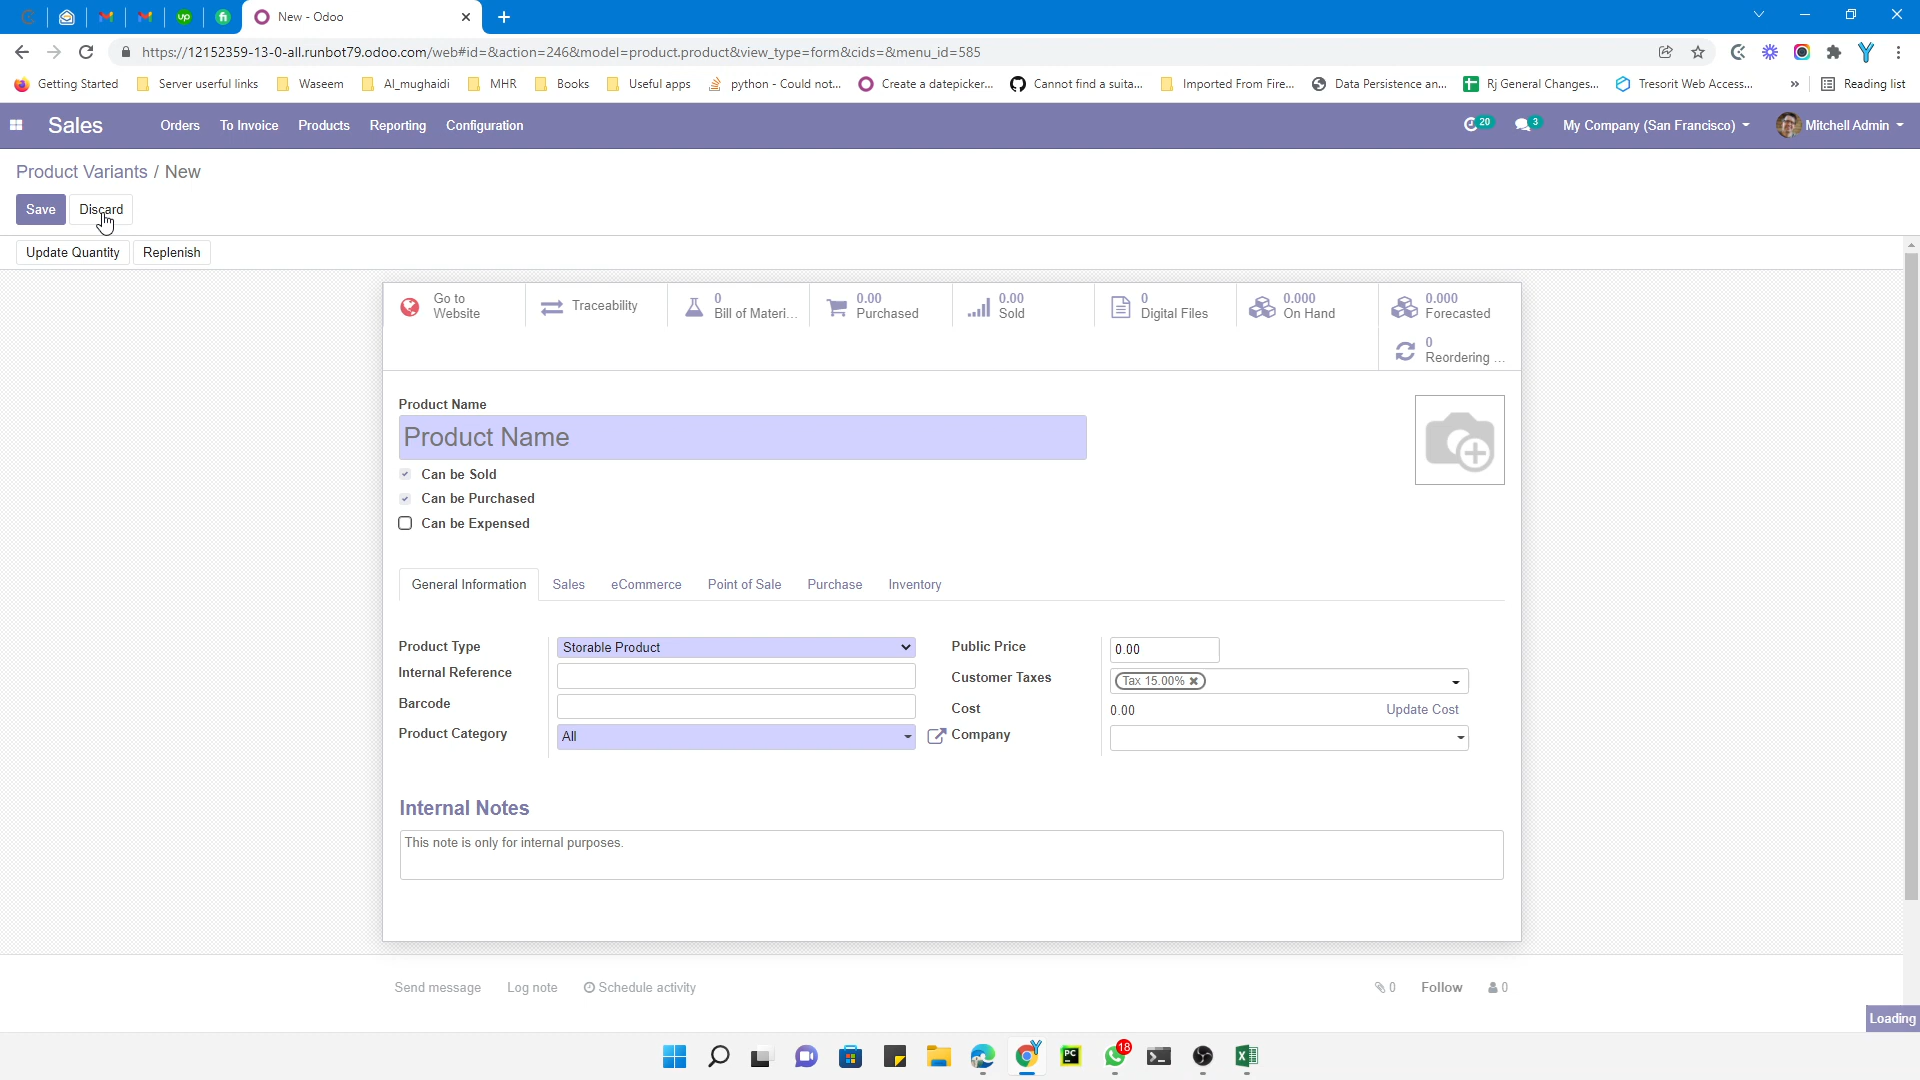 New - Odoo
https://12152359-13-0-all.runbot79.odoo.com/web#id=&action=246&model=product.product&view_type=form&cids=&menu_id=585
Getting Started Server userful links Waseem Al_mughaidi MHR Books Useful apps python - Could not... Create a datepicker... Cannot find a suita... Imported From Fire... Data Persistence an... Rj General Changes... Tresorit Web Access... » Reading list
Sales Orders To Invoice Products Reporting Configuration 20 3 My Company (San Francisco) Mitchell Admin
Product Variants / New
Save Discard
Update Quantity Replenish
Go to Website
Traceability
0 Bill of Materi...
0.00 Purchased
0.00 Sold
0 Digital Files
0.000 On Hand
0.000 Forecasted
0 Reordering ...
Product Name
Product Name
Can be Sold
Can be Purchased
Can be Expensed
General Information Sales eCommerce Point of Sale Purchase Inventory
Product Type Storable Product Public Price 0.00
Internal Reference Customer Taxes Tax 15.00%
Barcode Cost 0.00 Update Cost
Product Category All Company
Internal Notes
This note is only for internal purposes.
Send message Log note Schedule activity 0 Follow 0
Loading
18